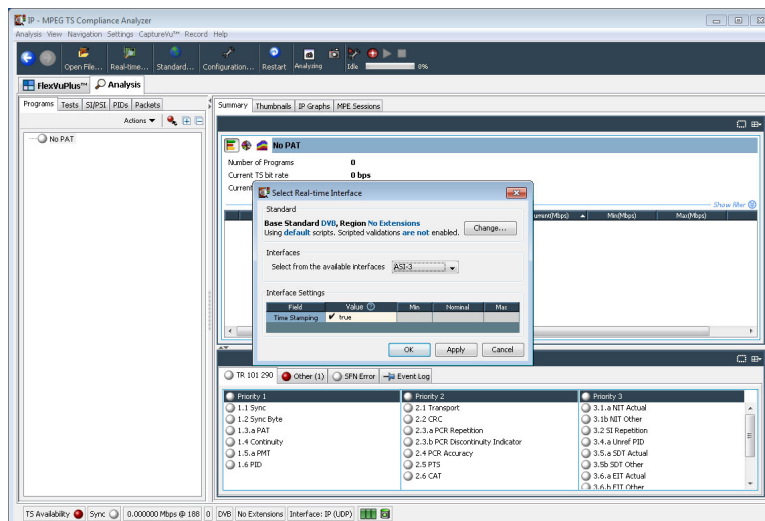 IP - MPEG TS Compliance Analyzer
Analysis View Navigation Settings CaptureVu™ Record Help
Open File... Real-time... Standard... Configuration... Restart Analyzing Idle 0%
FlexVuPlus™ Analysis
Programs Tests SI/PSI PIDs Packets
Actions
No PAT
Summary Thumbnails IP Graphs MPE Sessions
No PAT
Number of Programs 0
Current TS bit rate 0 bps
Show filter
Min(Mbps) Max(Mbps)
Select Real-time Interface
Standard
Base Standard DVB, Region No Extensions
Using default scripts. Scripted validations are not enabled.
Change...
Interfaces
Select from the available interfaces ASI-3
Interface Settings
Field Value Min Nominal Max
Time Stamping true
OK Apply Cancel
TR 101 290 Other (1) SFN Error Event Log
Priority 1 Priority 2 Priority 3
1.1 Sync 2.1 Transport 3.1.a NIT Actual
1.2 Sync Byte 2.2 CRC 3.1b NIT Other
1.3.a PAT 2.3.a PCR Repetition 3.2 SI Repetition
1.4 Continuity 2.3.b PCR Discontinuity Indicator 3.4.a Unref PID
1.5.a PMT 2.4 PCR Accuracy 3.5.a SDT Actual
1.6 PID 2.5 PTS 3.5b SDT Other
2.6 CAT 3.6.a EIT Actual
3.6.b EIT Other
TS Availability Sync 0.000000 Mbps @ 188 0 DVB No Extensions Interface: IP (UDP)